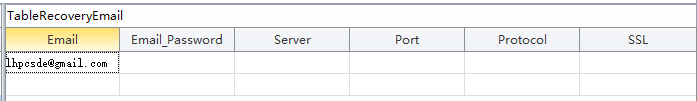 TableRecoveryEmail
Email Email_Password Server Port Protocol SSL
lhpcsde@gmail.com